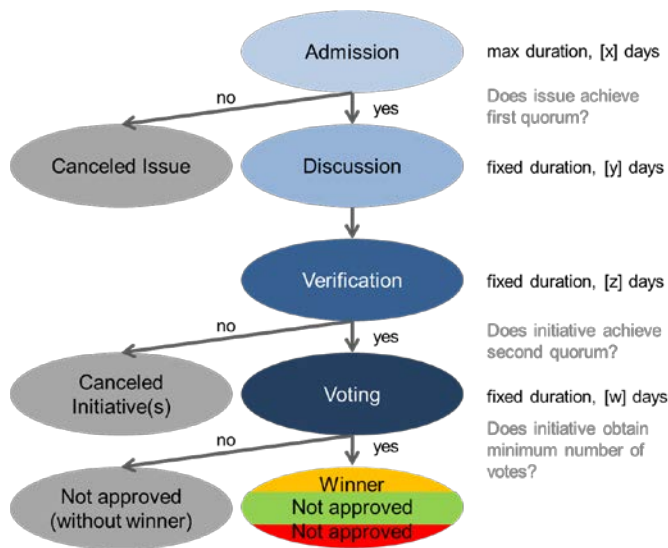 Admission
max duration, [x] days
no
yes
Does issue achieve
first quorum?
Canceled Issue
Discussion
fixed duration, [y] days
Verification
fixed duration, [z] days
no
yes
Does initiative achieve
second quorum?
Canceled
Initiative(s)
Voting
fixed duration, [w] days
no
yes
Does initiative obtain
minimum number of
votes?
Not approved
(without winner)
Winner
Not approved
Not approved